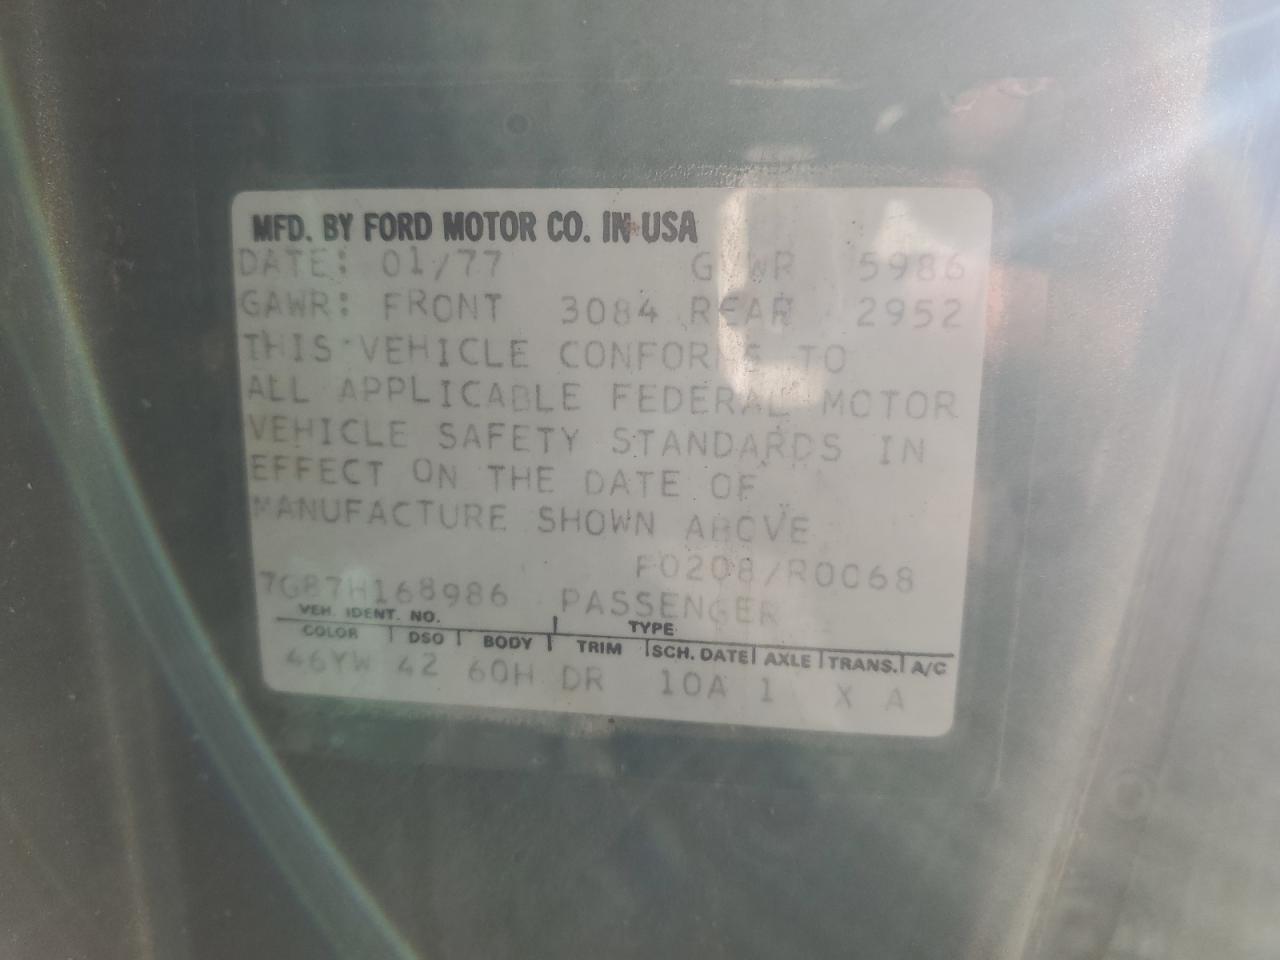 MFD. BY FORD MOTOR CO. IN USA
DATE: 01/77 GVWR 5986
GAWR: FRONT 3084 REAR 2952
THIS VEHICLE CONFORMS TO
ALL APPLICABLE FEDERAL MOTOR
VEHICLE SAFETY STANDARDS IN
EFFECT ON THE DATE OF
MANUFACTURE SHOWN ABOVE
F0208/R0C68
7G87H168986 PASSENGER
VEH. IDENT. NO. TYPE
COLOR DSO BODY TRIM SCH. DATE AXLE TRANS. A/C
46YW 42 60H DR 10A 1 X A